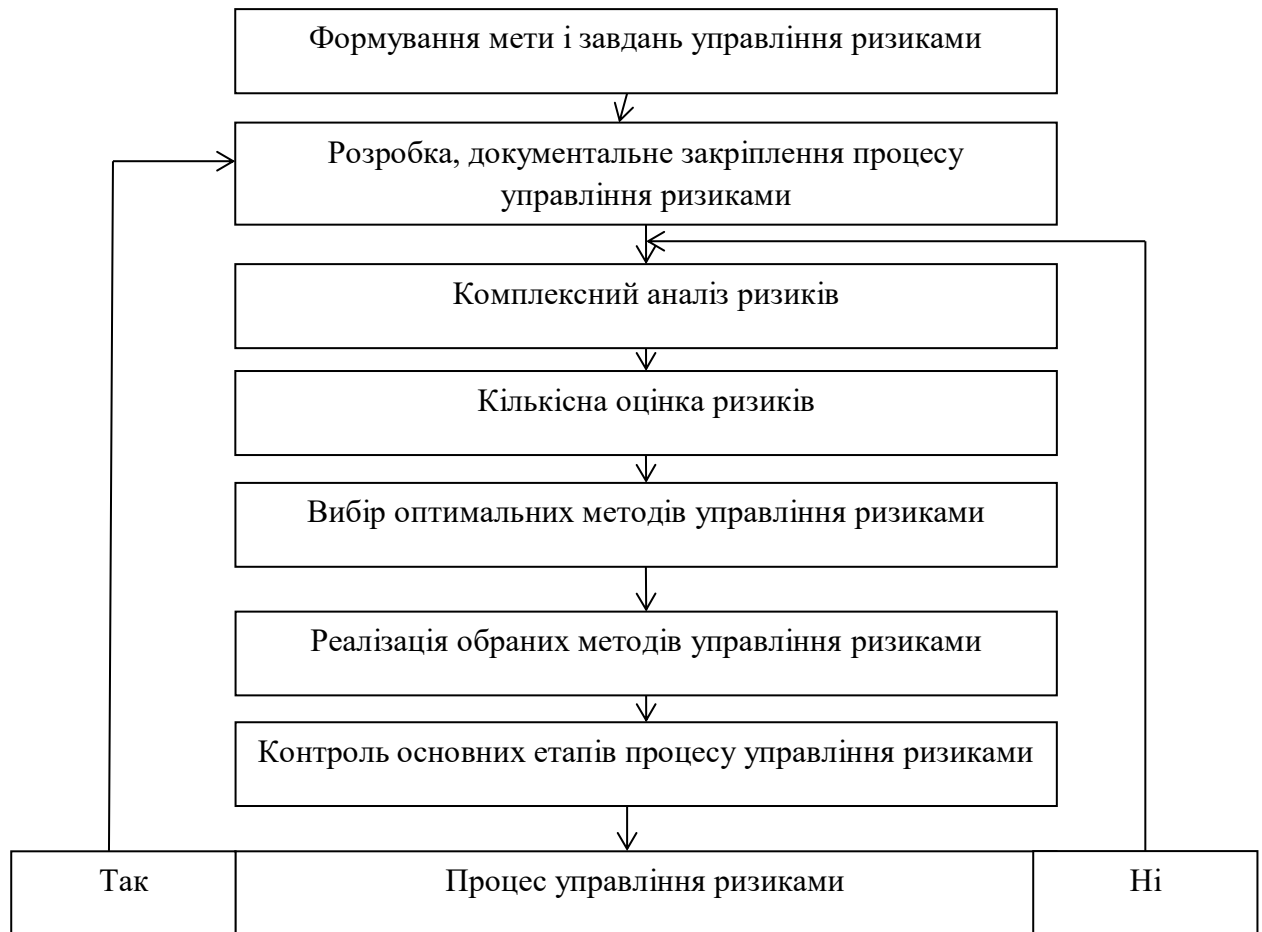 Формування мети і завдань управління ризиками
Розробка, документальне закріплення процесу
управління ризиками
Комплексний аналіз ризиків
Кількісна оцінка ризиків
Вибір оптимальних методів управління ризиками
Реалізація обраних методів управління ризиками
Контроль основних етапів процесу управління ризиками
Так
Процес управління ризиками
Ні